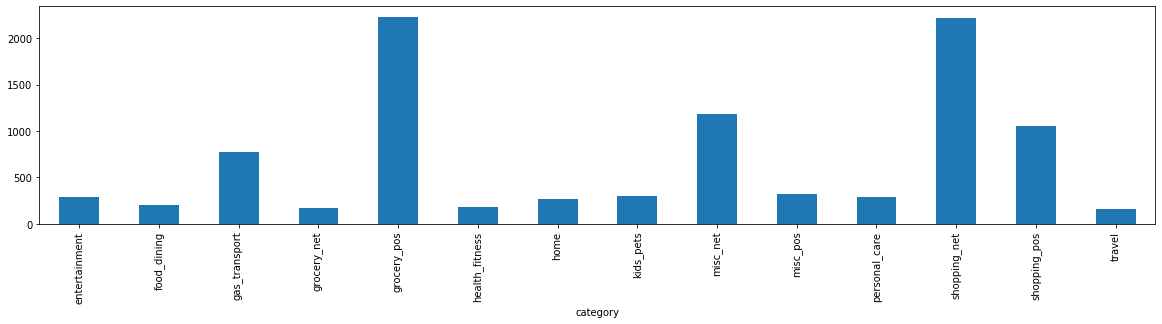 2000
1500
1000
500
0
entertainment
food_dining
gas_transport
grocery_net
grocery_pos
health_fitness
home
kids_pets
misc_net
misc_pos
personal_care
shopping_net
shopping_pos
travel
category